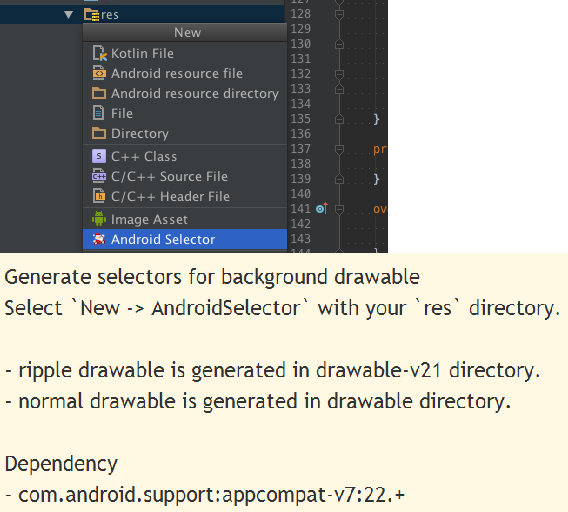 res
New
Kotlin File
Android resource file
Android resource directory
File
Directory
C++ Class
C/C++ Source File
C/C++ Header File
Image Asset
Android Selector
128
129
130
131
132
133
134
135 }
136
137 pr
138
139 }
140
141 ov
142
143
Generate selectors for background drawable
Select `New -> AndroidSelector` with your `res` directory.
- ripple drawable is generated in drawable-v21 directory.
- normal drawable is generated in drawable directory.
Dependency
- com.android.support:appcompat-v7:22.+